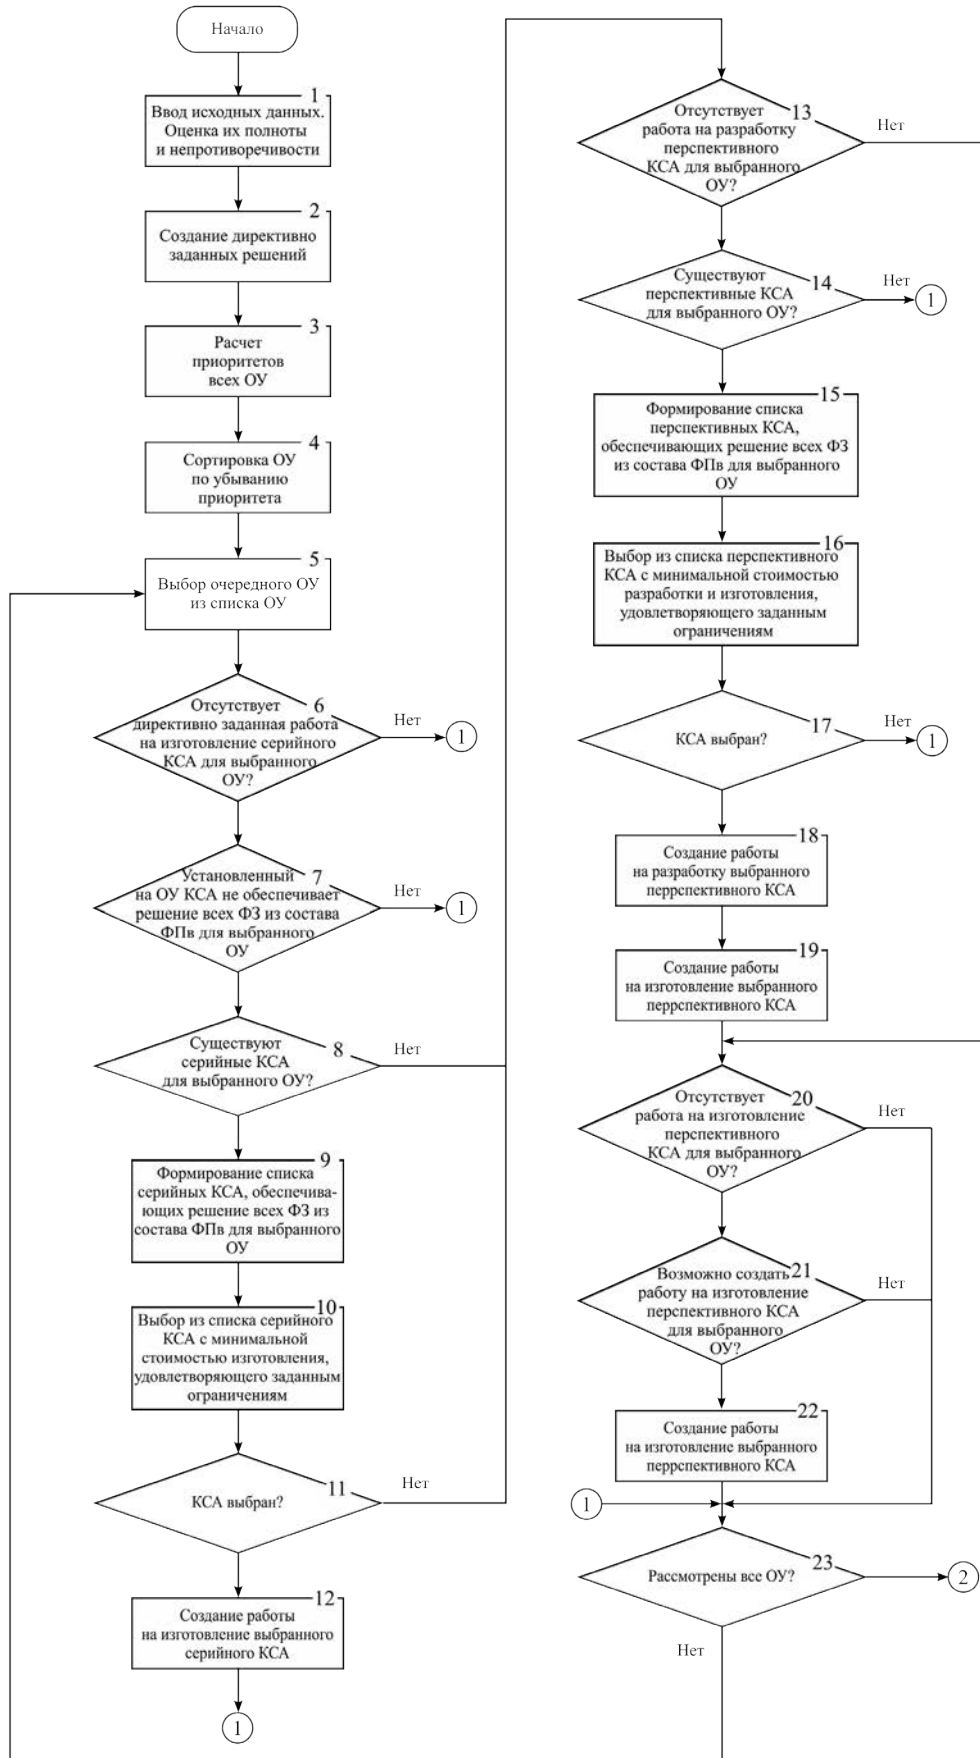 Начало
1
Ввод исходных данных.
Оценка их полноты
и непротиворечивости
2
Создание директивно
заданных решений
3
Расчет
приоритетов
всех ОУ
4
Сортировка ОУ
по убыванию
приоритета
5
Выбор очередного ОУ
из списка ОУ
6
Отсутствует
директивно заданная работа
на изготовление серийного
КСА для выбранного
ОУ?
Нет
1
7
Установленный
на ОУ КСА не обеспечивает
решение всех ФЗ из состава
ФПв для выбранного
ОУ
Нет
1
8
Существуют
серийные КСА
для выбранного ОУ?
Нет
9
Формирование списка
серийных КСА, обеспечива-
ющих решение всех ФЗ из
состава ФПв для выбранного
ОУ
10
Выбор из списка серийного
КСА с минимальной
стоимостью изготовления,
удовлетворяющего заданным
ограничениям
11
КСА выбран?
Нет
12
Создание работы
на изготовление выбранного
серийного КСА
1
13
Отсутствует
работа на разработку
перспективного
КСА для выбранного
ОУ?
Нет
14
Существуют
перспективные КСА
для выбранного ОУ?
Нет
1
15
Формирование списка
перспективных КСА,
обеспечивающих решение всех ФЗ
из состава ФПв для выбранного
ОУ
16
Выбор из списка перспективного
КСА с минимальной стоимостью
разработки и изготовления,
удовлетворяющего заданным
ограничениям
17
КСА выбран?
Нет
1
18
Создание работы
на разработку выбранного
перрспективного КСА
19
Создание работы
на изготовление выбранного
перрспективного КСА
20
Отсутствует
работа на изготовление
перспективного
КСА для выбранного
ОУ?
Нет
21
Возможно создать
работу на изготовление
перспективного КСА
для выбранного
ОУ?
Нет
22
Создание работы
на изготовление выбранного
перрспективного КСА
1
23
Рассмотрены все ОУ?
2
Нет